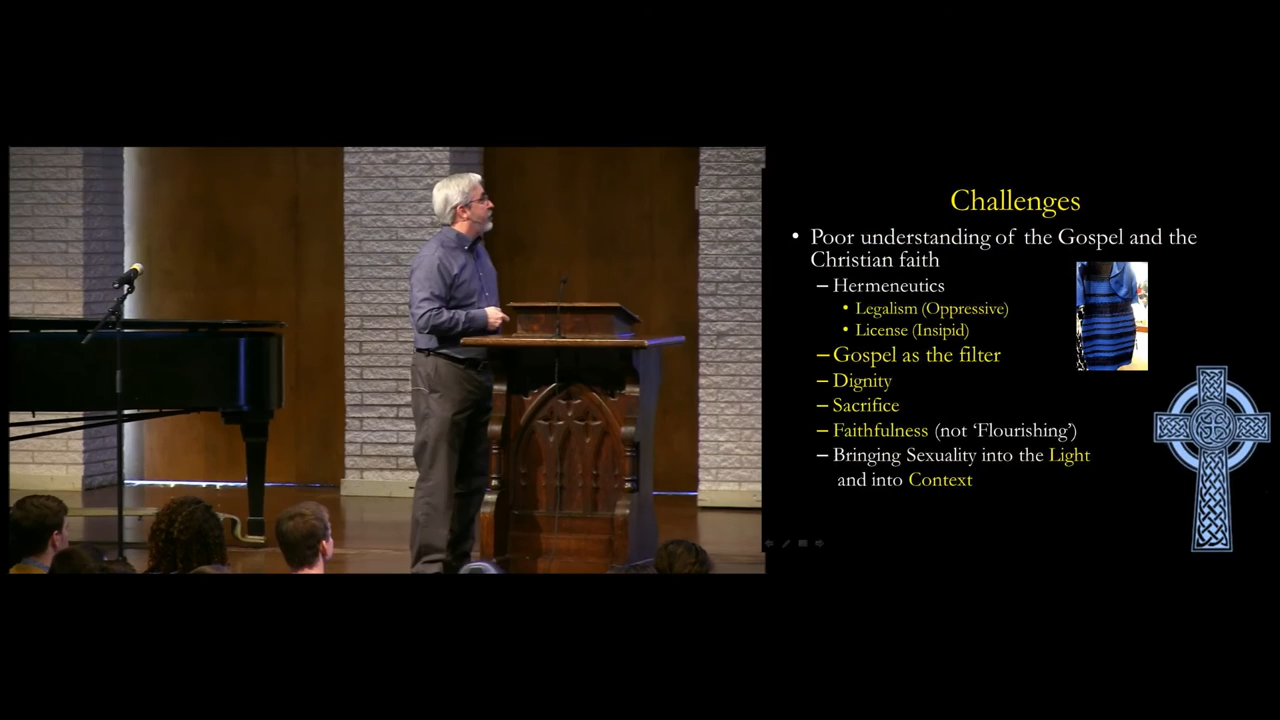 Challenges
• Poor understanding of the Gospel and the
Christian faith
– Hermeneutics
• Legalism (Oppressive)
• License (Insipid)
– Gospel as the filter
– Dignity
– Sacrifice
– Faithfulness (not ‘Flourishing’)
– Bringing Sexuality into the Light
and into Context